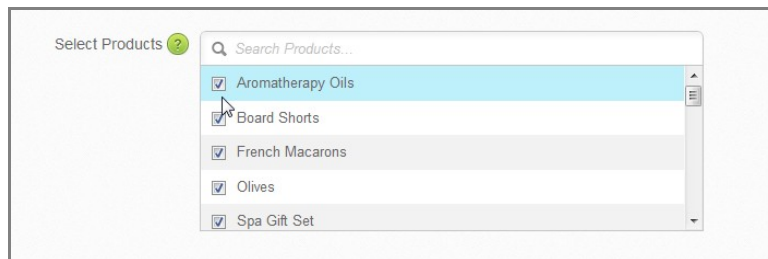 Select Products ?
Search Products...
Aromatherapy Oils
Board Shorts
French Macarons
Olives
Spa Gift Set